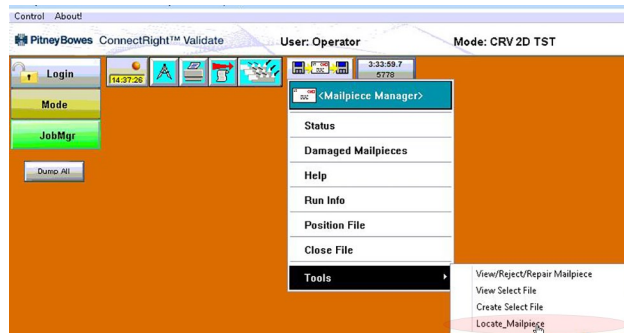 Control About!
PitneyBowes ConnectRight™ Validate User: Operator Mode: CRV 2D TST
Login
14:37:26
3:33:59.7
5778
Mode
<Mailpiece Manager>
JobMgr
Status
Damaged Mailpieces
Dump All
Help
Run Info
Position File
Close File
Tools
View/Reject/Repair Mailpiece
View Select File
Create Select File
Locate_Mailpiece